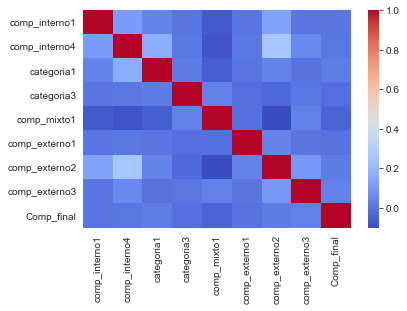 comp_interno1
comp_interno4
categoria1
categoria3
comp_mixto1
comp_externo1
comp_externo2
comp_externo3
Comp_final
comp_interno1
comp_interno4
categoria1
categoria3
comp_mixto1
comp_externo1
comp_externo2
comp_externo3
Comp_final
1.0
0.8
0.6
0.4
0.2
0.0